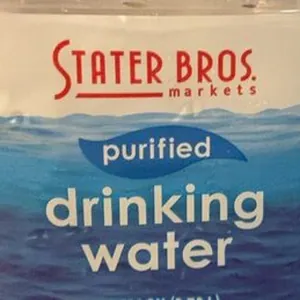 STATER BROS.
markets
purified
drinking
water